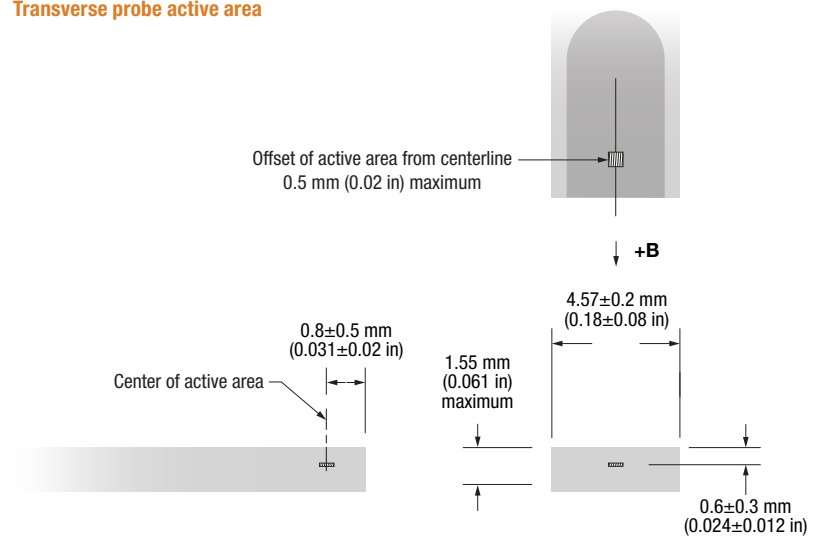 Transverse probe active area
Offset of active area from centerline
0.5 mm (0.02 in) maximum
+B
4.57±0.2 mm
(0.18±0.08 in)
0.8±0.5 mm
(0.031±0.02 in)
1.55 mm
(0.061 in)
maximum
Center of active area
0.6±0.3 mm
(0.024±0.012 in)